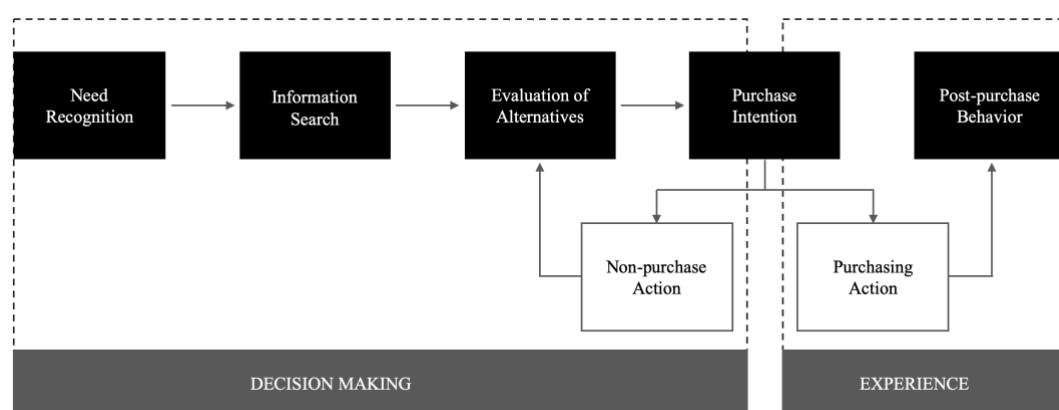 Need
Recognition
Information
Search
Evaluation of
Alternatives
Purchase
Intention
Post-purchase
Behavior
Non-purchase
Action
Purchasing
Action
DECISION MAKING
EXPERIENCE